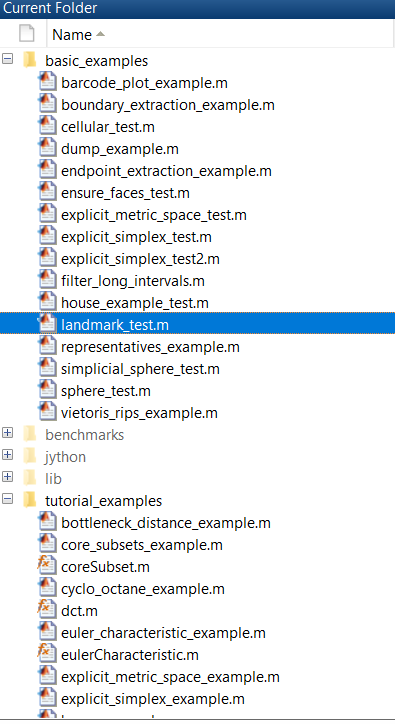 Current Folder
Name
basic_examples
barcode_plot_example.m
boundary_extraction_example.m
cellular_test.m
dump_example.m
endpoint_extraction_example.m
ensure_faces_test.m
explicit_metric_space_test.m
explicit_simplex_test.m
explicit_simplex_test2.m
filter_long_intervals.m
house_example_test.m
landmark_test.m
representatives_example.m
simplicial_sphere_test.m
sphere_test.m
vietoris_rips_example.m
benchmarks
jython
lib
tutorial_examples
bottleneck_distance_example.m
core_subsets_example.m
coreSubset.m
cyclo_octane_example.m
dct.m
euler_characteristic_example.m
eulerCharacteristic.m
explicit_metric_space_example.m
explicit_simplex_example.m